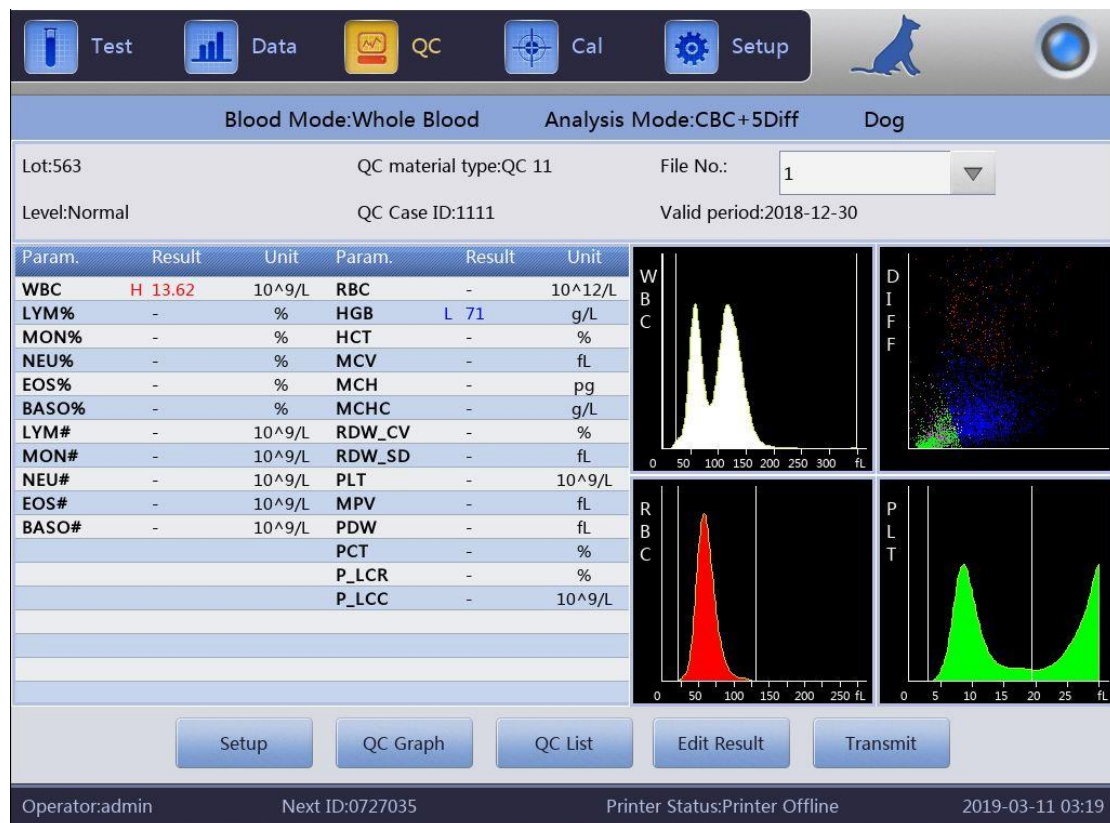 Test Data QC Cal Setup
Blood Mode:Whole Blood Analysis Mode:CBC+5Diff Dog
Lot:563 QC material type:QC 11 File No.: 1
Level:Normal QC Case ID:1111 Valid period:2018-12-30
Param. Result Unit Param. Result Unit
WBC H 13.62 10^9/L RBC - 10^12/L
LYM% - % HGB L 71 g/L
MON% - % HCT - %
NEU% - % MCV - fL
EOS% - % MCH - pg
BASO% - % MCHC - g/L
LYM# - 10^9/L RDW_CV - %
MON# - 10^9/L RDW_SD - fL
NEU# - 10^9/L PLT - 10^9/L
EOS# - 10^9/L MPV - fL
BASO# - 10^9/L PDW - fL
PCT - %
P_LCR - %
P_LCC - 10^9/L
WBC
0 50 100 150 200 250 300 fL
DIFF
RBC
0 50 100 150 200 250 fL
PLT
0 5 10 15 20 25 fL
Setup QC Graph QC List Edit Result Transmit
Operator:admin Next ID:0727035 Printer Status:Printer Offline 2019-03-11 03:19